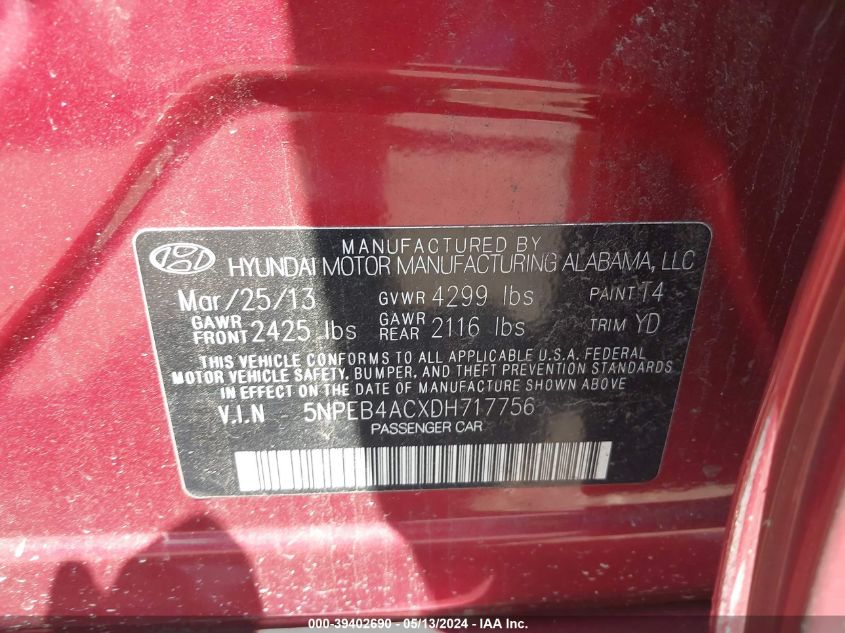 MANUFACTURED BY
HYUNDAI MOTOR MANUFACTURING ALABAMA, LLC
Mar/25/13 GVWR 4299 lbs PAINT T4
GAWR FRONT 2425 lbs GAWR REAR 2116 lbs TRIM YD
THIS VEHICLE CONFORMS TO ALL APPLICABLE U.S.A. FEDERAL
MOTOR VEHICLE SAFETY, BUMPER, AND THEFT PREVENTION STANDARDS
IN EFFECT ON THE DATE OF MANUFACTURE SHOWN ABOVE
V.I.N 5NPEB4ACXDH717756
PASSENGER CAR
000-39402690 - 05/13/2024 - IAA, Inc.